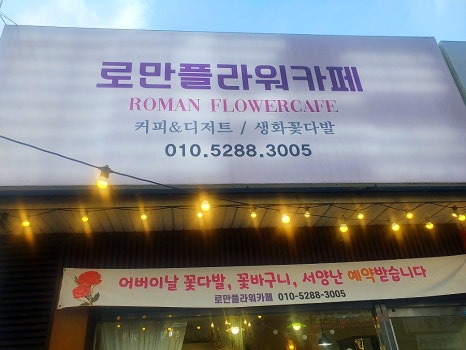 로만플라워카페
ROMAN FLOWERCAFE
커피&디저트 / 생화꽃다발
010.5288.3005
어버이날 꽃다발, 꽃바구니, 서양난 예약받습니다
로만플라워카페 010-5288-3005